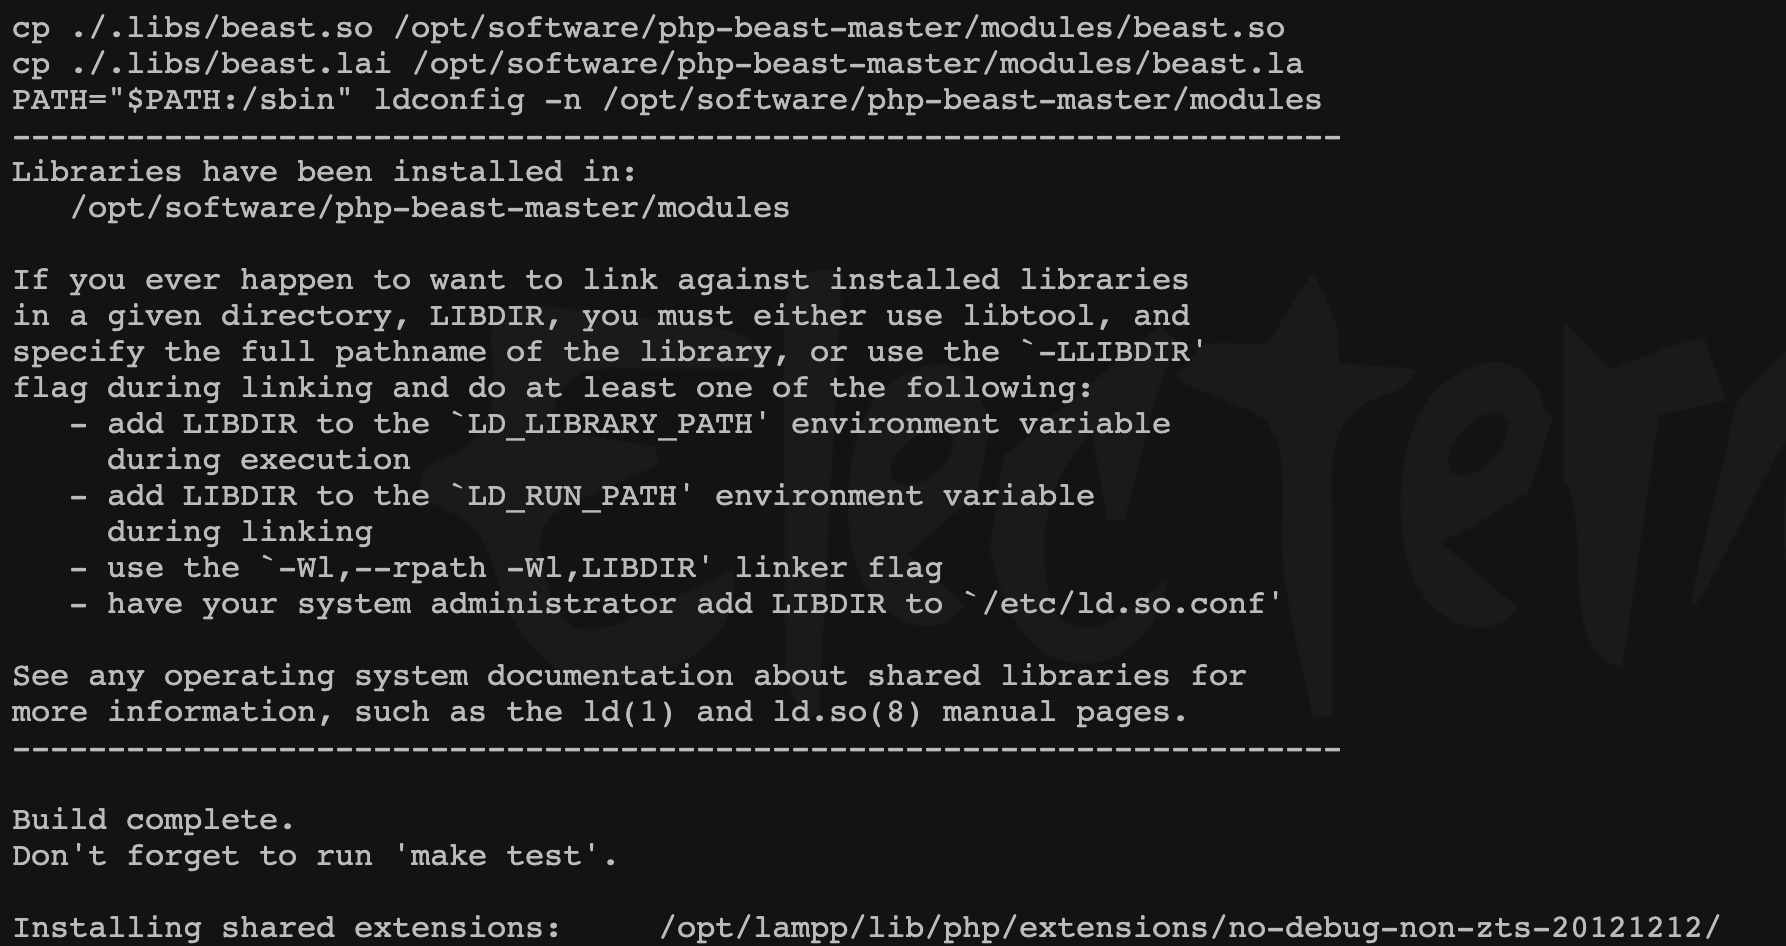 cp ./.libs/beast.so /opt/software/php-beast-master/modules/beast.so
cp ./.libs/beast.lai /opt/software/php-beast-master/modules/beast.la
PATH="$PATH:/sbin" ldconfig -n /opt/software/php-beast-master/modules
----------------------------------------------------------------------
Libraries have been installed in:
   /opt/software/php-beast-master/modules

If you ever happen to want to link against installed libraries
in a given directory, LIBDIR, you must either use libtool, and
specify the full pathname of the library, or use the `-LLIBDIR'
flag during linking and do at least one of the following:
   - add LIBDIR to the `LD_LIBRARY_PATH' environment variable
     during execution
   - add LIBDIR to the `LD_RUN_PATH' environment variable
     during linking
   - use the `-Wl,--rpath -Wl,LIBDIR' linker flag
   - have your system administrator add LIBDIR to `/etc/ld.so.conf'

See any operating system documentation about shared libraries for
more information, such as the ld(1) and ld.so(8) manual pages.
----------------------------------------------------------------------

Build complete.
Don't forget to run 'make test'.

Installing shared extensions:     /opt/lampp/lib/php/extensions/no-debug-non-zts-20121212/